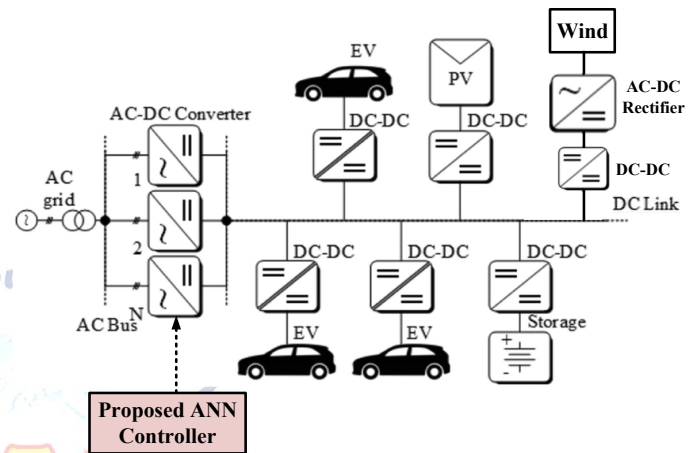 Wind
EV
PV
AC-DC
Rectifier
AC-DC Converter
DC-DC
DC-DC
DC-DC
AC
grid
1
2
N
DC Link
DC-DC
DC-DC
DC-DC
AC Bus
EV
EV
Storage
+
-
Proposed ANN
Controller